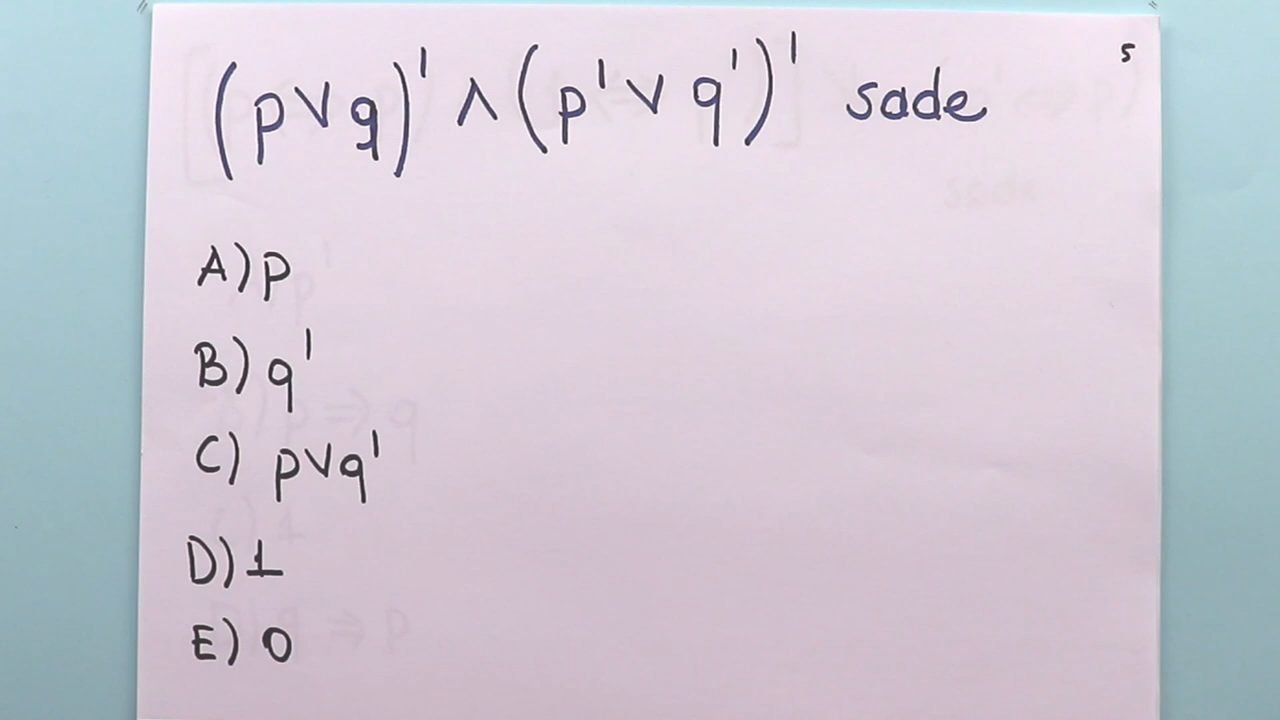 5
(p∨q)' ∧ (p' ∨ q')' sade
A) p
B) q'
C) p∨q'
D) 1
E) 0